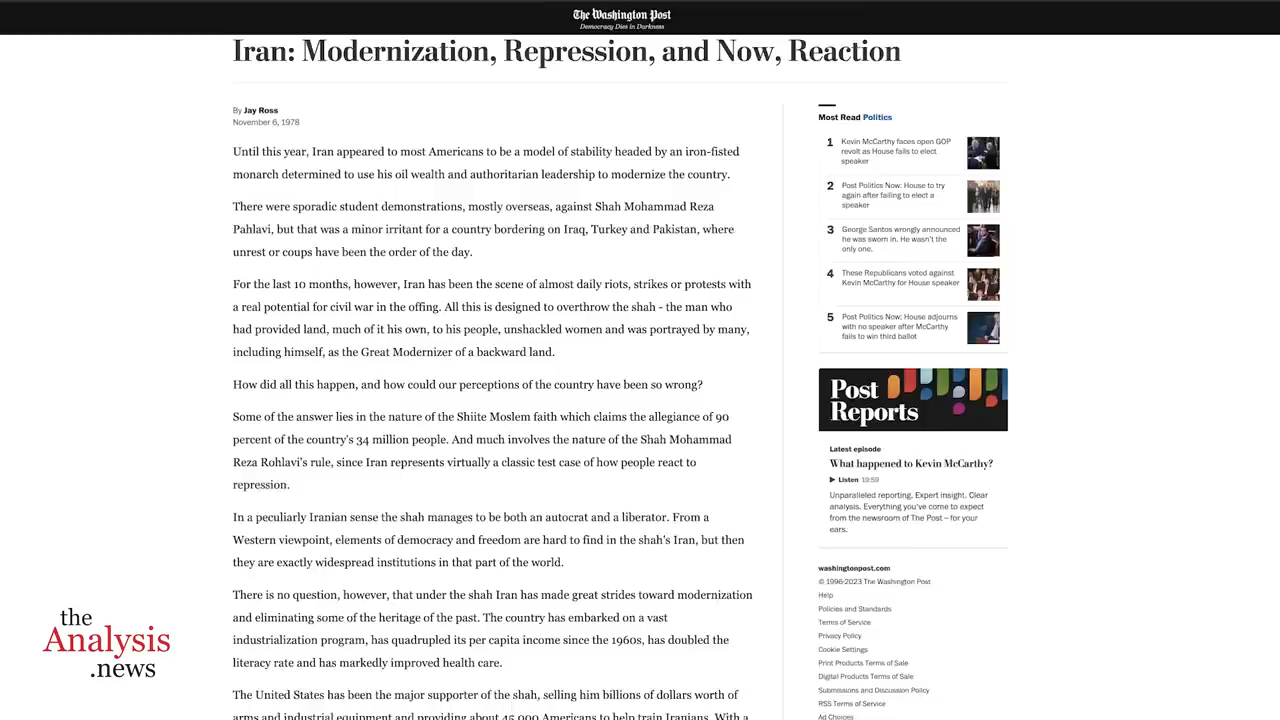 The Washington Post
Democracy Dies in Darkness
Iran: Modernization, Repression, and Now, Reaction
By Jay Ross
November 6, 1978
Until this year, Iran appeared to most Americans to be a model of stability headed by an iron-fisted
monarch determined to use his oil wealth and authoritarian leadership to modernize the country.
There were sporadic student demonstrations, mostly overseas, against Shah Mohammad Reza
Pahlavi, but that was a minor irritant for a country bordering on Iraq, Turkey and Pakistan, where
unrest or coups have been the order of the day.
For the last 10 months, however, Iran has been the scene of almost daily riots, strikes or protests with
a real potential for civil war in the offing. All this is designed to overthrow the shah - the man who
had provided land, much of it his own, to his people, unshackled women and was portrayed by many,
including himself, as the Great Modernizer of a backward land.
How did all this happen, and how could our perceptions of the country have been so wrong?
Some of the answer lies in the nature of the Shiite Moslem faith which claims the allegiance of 90
percent of the country's 34 million people. And much involves the nature of the Shah Mohammad
Reza Rohlavi's rule, since Iran represents virtually a classic test case of how people react to
repression.
In a peculiarly Iranian sense the shah manages to be both an autocrat and a liberator. From a
Western viewpoint, elements of democracy and freedom are hard to find in the shah's Iran, but then
they are exactly widespread institutions in that part of the world.
There is no question, however, that under the shah Iran has made great strides toward modernization
and eliminating some of the heritage of the past. The country has embarked on a vast
industrialization program, has quadrupled its per capita income since the 1960s, has doubled the
literacy rate and has markedly improved health care.
The United States has been the major supporter of the shah, selling him billions of dollars worth of
arms and industrial equipment and providing about 45,000 Americans to help train Iranians. With a
Most Read Politics
1 Kevin McCarthy faces open GOP
revolt as House fails to elect
speaker
2 Post Politics Now: House to try
again after failing to elect a
speaker
3 George Santos wrongly announced
he was sworn in. He wasn't the
only one.
4 These Republicans voted against
Kevin McCarthy for House speaker
5 Post Politics Now: House adjourns
with no speaker after McCarthy
fails to win third ballot
Post
Reports
Latest episode
What happened to Kevin McCarthy?
Listen 19:59
Unparalleled reporting. Expert insight. Clear
analysis. Everything you've come to expect
from the newsroom of The Post – for your
ears.
washingtonpost.com
© 1996-2023 The Washington Post
Help
Policies and Standards
Terms of Service
Privacy Policy
Cookie Settings
Print Products Terms of Sale
Digital Products Terms of Sale
Submissions and Discussion Policy
RSS Terms of Service
Ad Choices
the
Analysis
.news